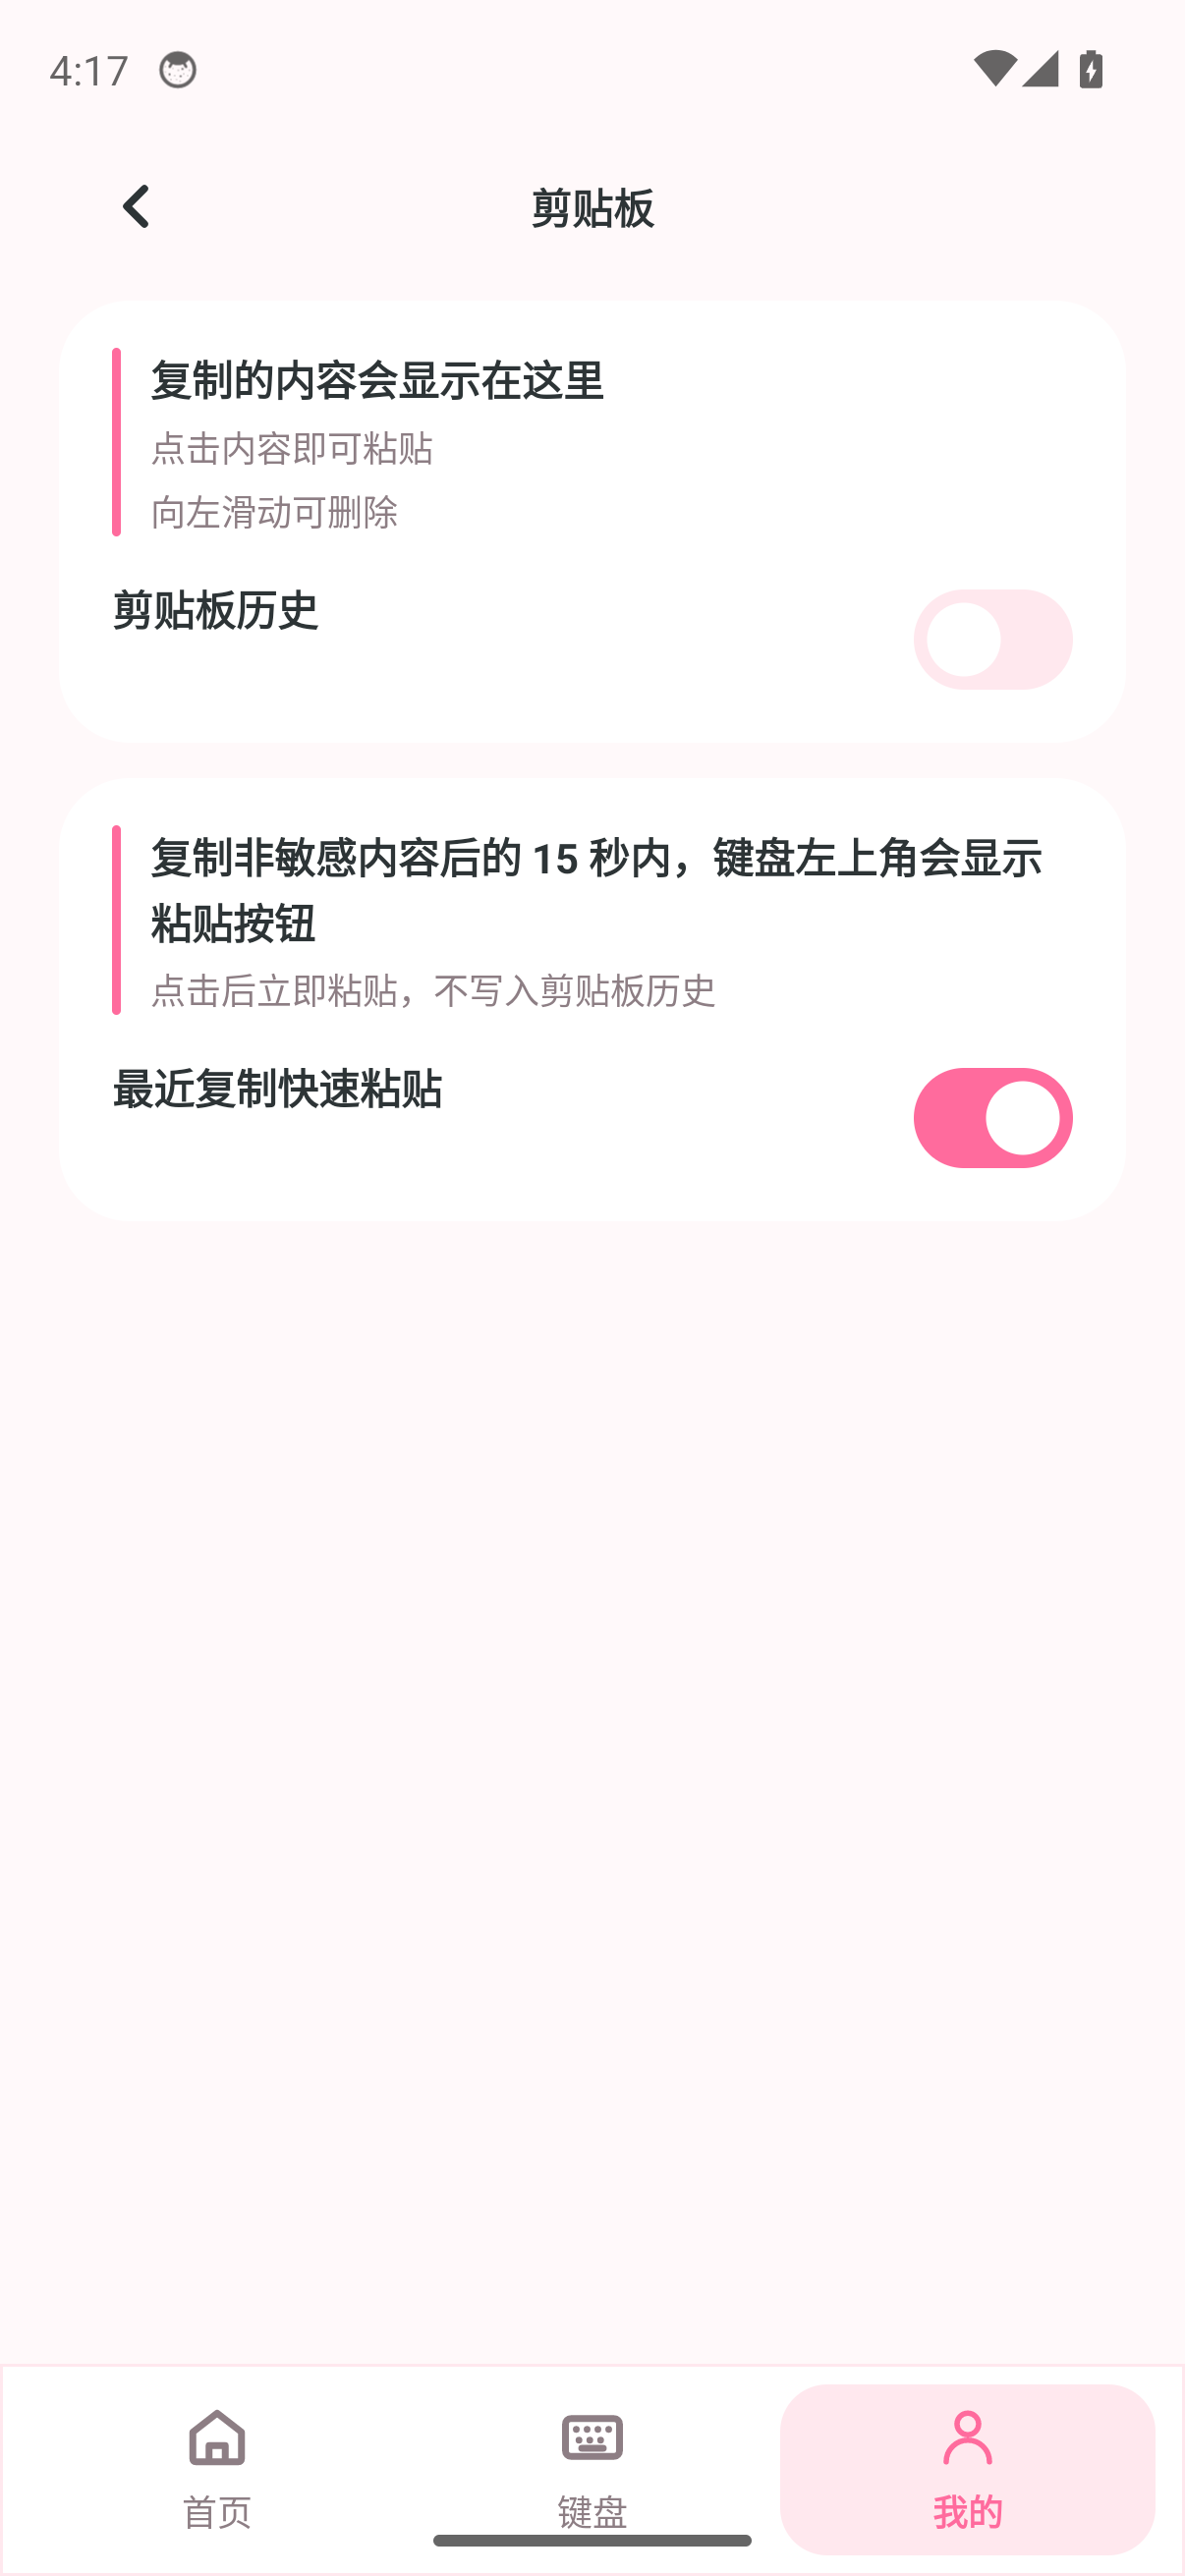 4:17
剪贴板
复制的内容会显示在这里
点击内容即可粘贴
向左滑动可删除
剪贴板历史
复制非敏感内容后的 15 秒内，键盘左上角会显示
粘贴按钮
点击后立即粘贴，不写入剪贴板历史
最近复制快速粘贴
首页
键盘
我的